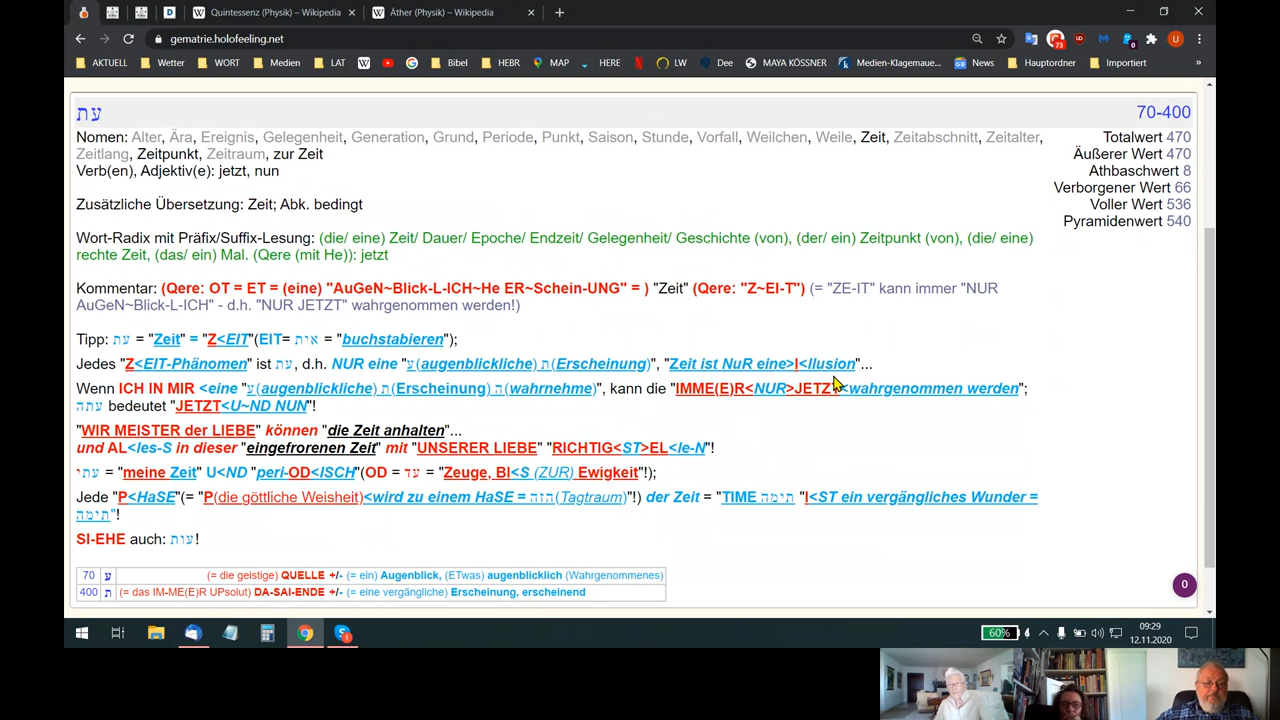 Quintessenz (Physik) – Wikipedia
Äther (Physik) – Wikipedia
gematrie.holofeeling.net
AKTUELL Wetter WORT Medien LAT Bibel HEBR MAP HERE LW Dee MAYA KÖSSNER Medien-Klagemaue... News Hauptordner Importiert »
עת 70-400
Nomen: Alter, Ära, Ereignis, Gelegenheit, Generation, Grund, Periode, Punkt, Saison, Stunde, Vorfall, Weilchen, Weile, Zeit, Zeitabschnitt, Zeitalter,
Zeitlang, Zeitpunkt, Zeitraum, zur Zeit
Verb(en), Adjektiv(e): jetzt, nun
Totalwert 470
Äußerer Wert 470
Athbaschwert 8
Verborgener Wert 66
Voller Wert 536
Pyramidenwert 540
Zusätzliche Übersetzung: Zeit; Abk. bedingt
Wort-Radix mit Präfix/Suffix-Lesung: (die/ eine) Zeit/ Dauer/ Epoche/ Endzeit/ Gelegenheit/ Geschichte (von), (der/ ein) Zeitpunkt (von), (die/ eine)
rechte Zeit, (das/ ein) Mal. (Qere (mit He)): jetzt
Kommentar: (Qere: OT = ET = (eine) "AuGeN~Blick-L-ICH~He ER~Schein-UNG" = ) "Zeit" (Qere: "Z~EI-T") (= "ZE-IT" kann immer "NUR
AuGeN~Blick-L-ICH" - d.h. "NUR JETZT" wahrgenommen werden!)
Tipp: עת = "Zeit" = "Z<EIT"(EIT= אית = "buchstabieren");
Jedes "Z<EIT-Phänomen" ist עת, d.h. NUR eine "ע(augenblickliche) ת(Erscheinung)", "Zeit ist NuR eine>I<llusion"...
Wenn ICH IN MIR <eine "ע(augenblickliche) ת(Erscheinung) ה(wahrnehme)", kann die "IMME(E)R<NUR>JETZT<wahrgenommen werden";
עתה bedeutet "JETZT<U~ND NUN"!
"WIR MEISTER der LIEBE" können "die Zeit anhalten"...
und AL<les-S in dieser "eingefrorenen Zeit" mit "UNSERER LIEBE" "RICHTIG<ST>EL<le-N"!
עתי = "meine Zeit" U<ND "peri-OD<ISCH"(OD = עד = "Zeuge, BI<S (ZUR) Ewigkeit"!);
Jede "P<HaSE"(= "P(die göttliche Weisheit)<wird zu einem HaSE = הזה(Tagtraum)"!) der Zeit = "TIME תימה "I<ST ein vergängliches Wunder =
תימה"!
SI-EHE auch: עות!
70 ע (= die geistige) QUELLE +/- (= ein) Augenblick, (ETwas) augenblicklich (Wahrgenommenes)
400 ת (= das IM-ME(E)R UPsolut) DA-SAI-ENDE +/- (= eine vergängliche) Erscheinung, erscheinend
0
60%
09:29
12.11.2020